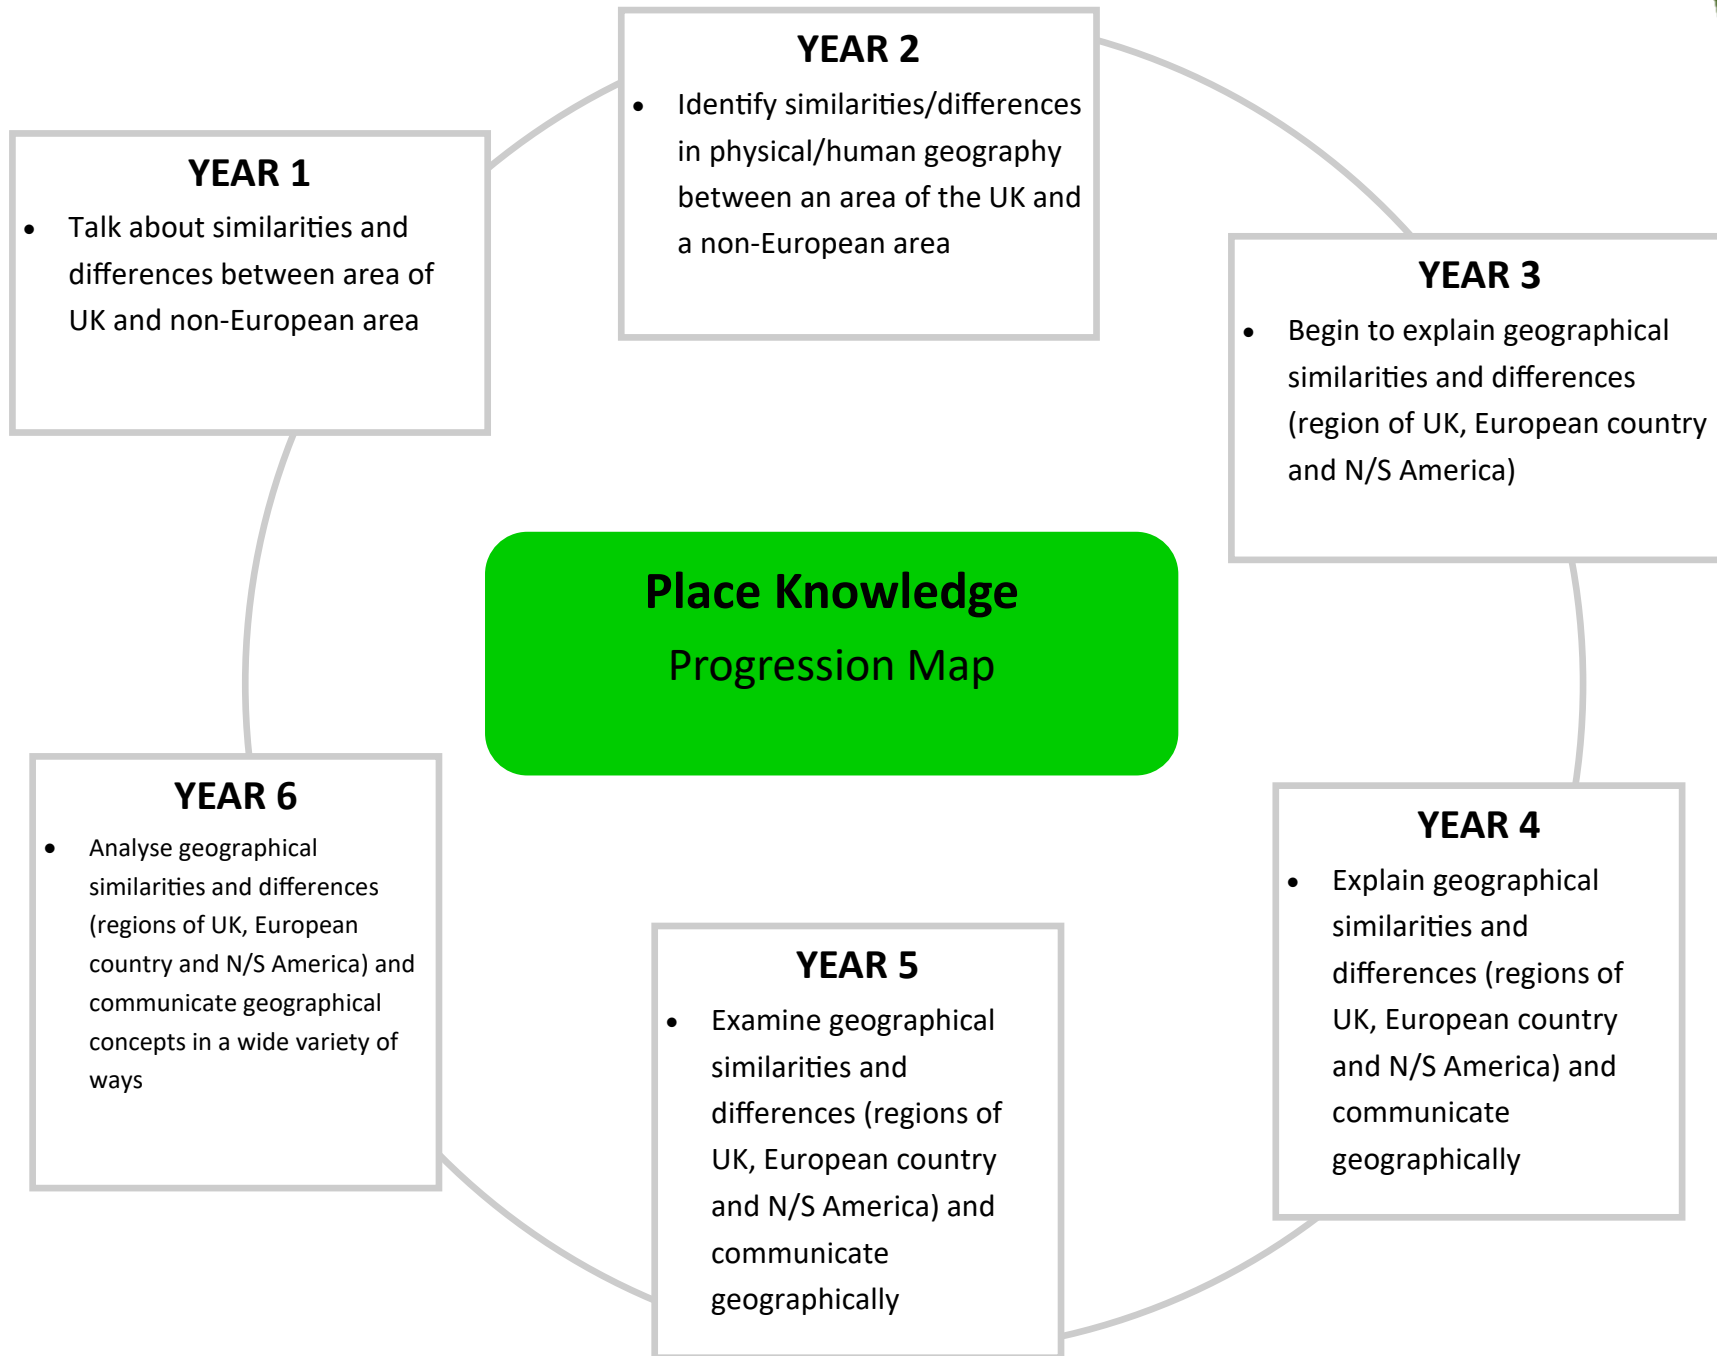 YEAR 1
• Talk about similarities and
differences between area of
UK and non-European area
YEAR 2
• Identify similarities/differences
in physical/human geography
between an area of the UK and
a non-European area
YEAR 3
• Begin to explain geographical
similarities and differences
(region of UK, European country
and N/S America)
Place Knowledge
Progression Map
YEAR 4
• Explain geographical
similarities and
differences (regions of
UK, European country
and N/S America) and
communicate
geographically
YEAR 5
• Examine geographical
similarities and
differences (regions of
UK, European country
and N/S America) and
communicate
geographically
YEAR 6
• Analyse geographical
similarities and differences
(regions of UK, European
country and N/S America) and
communicate geographical
concepts in a wide variety of
ways